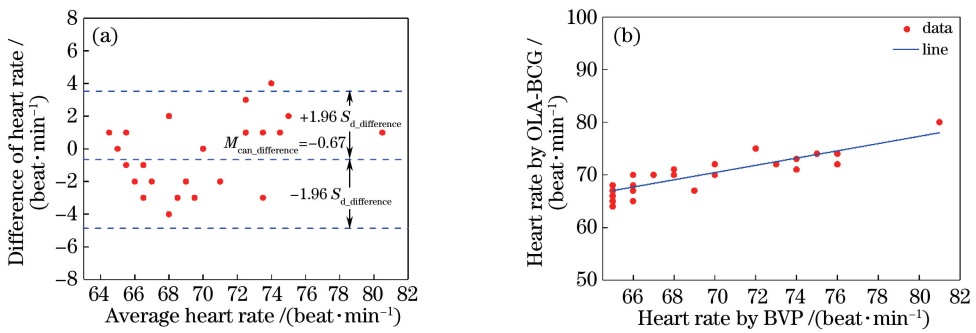 (a)
Difference of heart rate /
(beat·min⁻¹)
8
6
4
2
0
−2
−4
−6
−8
+1.96 S_d_difference
M_can_difference=−0.67
−1.96 S_d_difference
64 66 68 70 72 74 76 78 80 82
Average heart rate /(beat·min⁻¹)
(b)
data
line
Heart rate by OLA-BCG /
(beat·min⁻¹)
100
90
80
70
60
50
66 68 70 72 74 76 78 80 82
Heart rate by BVP /(beat·min⁻¹)